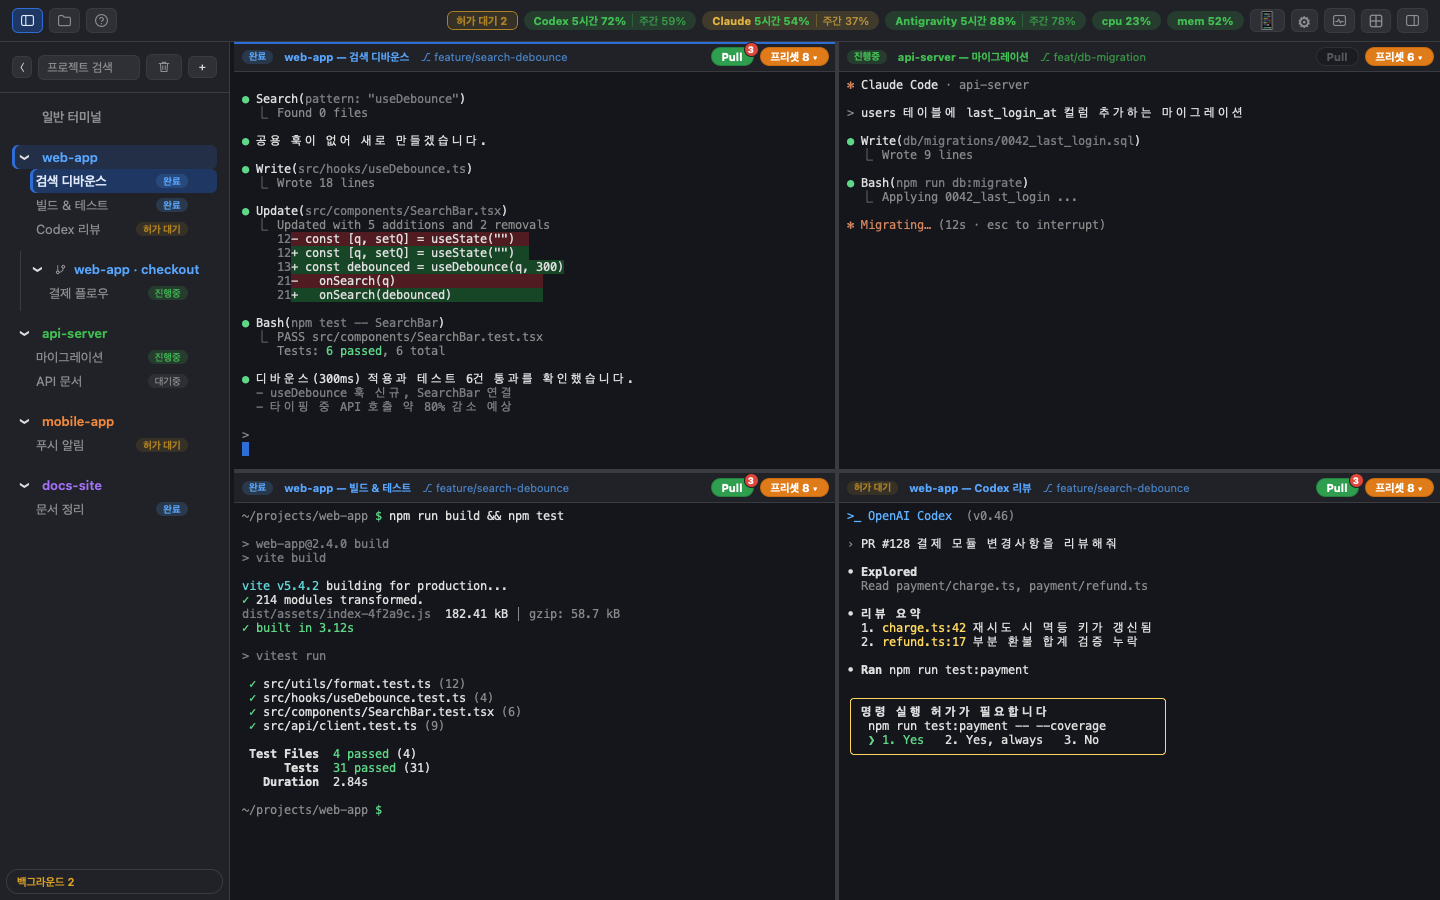 허가 대기 2
Codex 5시간 72% | 주간 59%
Claude 5시간 54% | 주간 37%
Antigravity 5시간 88% | 주간 78%
cpu 23%
mem 52%
프로젝트 검색
+
일반 터미널
web-app
검색 디바운스 완료
빌드 & 테스트 완료
Codex 리뷰 허가 대기
web-app · checkout
결제 플로우 진행중
api-server
마이그레이션 진행중
API 문서 대기중
mobile-app
푸시 알림 허가 대기
docs-site
문서 정리 완료
백그라운드 2
완료 web-app — 검색 디바운스 feature/search-debounce Pull 3 프리셋 8 ▾
● Search(pattern: "useDebounce")
⎿ Found 0 files
● 공용 훅이 없어 새로 만들겠습니다.
● Write(src/hooks/useDebounce.ts)
⎿ Wrote 18 lines
● Update(src/components/SearchBar.tsx)
⎿ Updated with 5 additions and 2 removals
12- const [q, setQ] = useState("")
12+ const [q, setQ] = useState("")
13+ const debounced = useDebounce(q, 300)
21-   onSearch(q)
21+   onSearch(debounced)
● Bash(npm test -- SearchBar)
⎿ PASS src/components/SearchBar.test.tsx
Tests: 6 passed, 6 total
● 디바운스(300ms) 적용과 테스트 6건 통과를 확인했습니다.
- useDebounce 훅 신규, SearchBar 연결
- 타이핑 중 API 호출 약 80% 감소 예상
>
진행중 api-server — 마이그레이션 feat/db-migration Pull 프리셋 6 ▾
✻ Claude Code · api-server
> users 테이블에 last_login_at 컬럼 추가하는 마이그레이션
● Write(db/migrations/0042_last_login.sql)
⎿ Wrote 9 lines
● Bash(npm run db:migrate)
⎿ Applying 0042_last_login ...
✻ Migrating… (12s · esc to interrupt)
완료 web-app — 빌드 & 테스트 feature/search-debounce Pull 3 프리셋 8 ▾
~/projects/web-app $ npm run build && npm test
> web-app@2.4.0 build
> vite build
vite v5.4.2 building for production...
✓ 214 modules transformed.
dist/assets/index-4f2a9c.js  182.41 kB │ gzip: 58.7 kB
✓ built in 3.12s
> vitest run
✓ src/utils/format.test.ts (12)
✓ src/hooks/useDebounce.test.ts (4)
✓ src/components/SearchBar.test.tsx (6)
✓ src/api/client.test.ts (9)
Test Files  4 passed (4)
Tests  31 passed (31)
Duration  2.84s
~/projects/web-app $
허가 대기 web-app — Codex 리뷰 feature/search-debounce Pull 3 프리셋 8 ▾
>_ OpenAI Codex (v0.46)
› PR #128 결제 모듈 변경사항을 리뷰해줘
• Explored
Read payment/charge.ts, payment/refund.ts
• 리뷰 요약
1. charge.ts:42 재시도 시 멱등 키가 갱신됨
2. refund.ts:17 부분 환불 합계 검증 누락
• Ran npm run test:payment
명령 실행 허가가 필요합니다
npm run test:payment -- --coverage
❯ 1. Yes   2. Yes, always   3. No